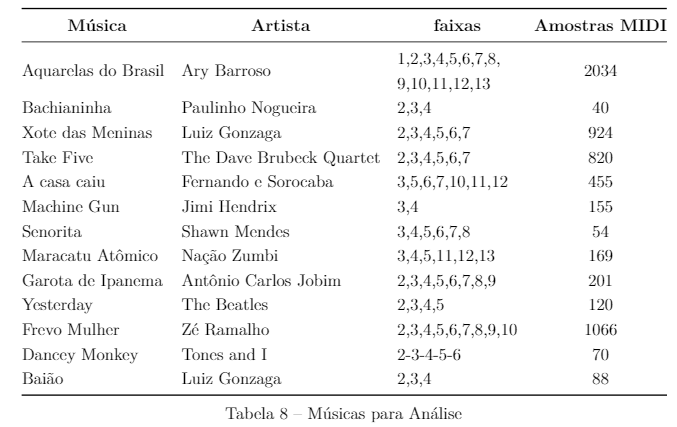 Música Artista faixas Amostras MIDI
Aquarelas do Brasil Ary Barroso 1,2,3,4,5,6,7,8, 9,10,11,12,13 2034
Bachianinha Paulinho Nogueira 2,3,4 40
Xote das Meninas Luiz Gonzaga 2,3,4,5,6,7 924
Take Five The Dave Brubeck Quartet 2,3,4,5,6,7 820
A casa caiu Fernando e Sorocaba 3,5,6,7,10,11,12 455
Machine Gun Jimi Hendrix 3,4 155
Senorita Shawn Mendes 3,4,5,6,7,8 54
Maracatu Atômico Nação Zumbi 3,4,5,11,12,13 169
Garota de Ipanema Antônio Carlos Jobim 2,3,4,5,6,7,8,9 201
Yesterday The Beatles 2,3,4,5 120
Frevo Mulher Zé Ramalho 2,3,4,5,6,7,8,9,10 1066
Dancey Monkey Tones and I 2-3-4-5-6 70
Baião Luiz Gonzaga 2,3,4 88
Tabela 8 – Músicas para Análise